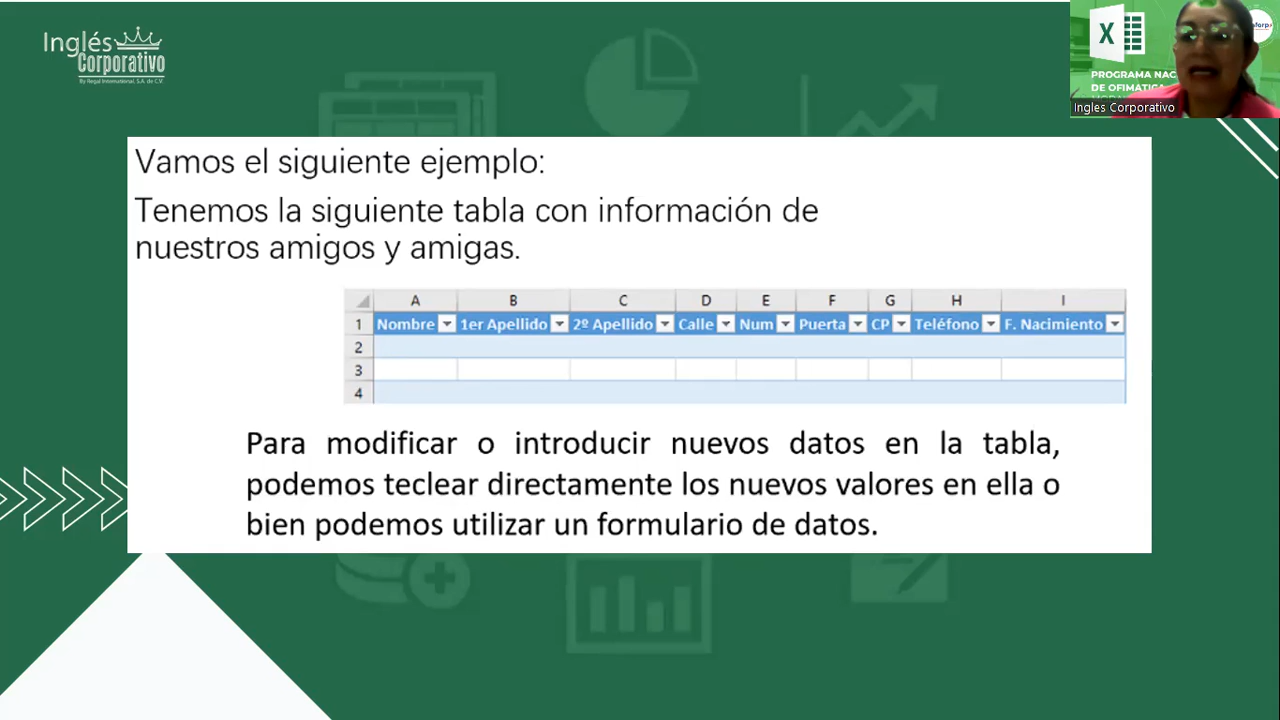 Inglés
Corporativo
By Regal International, S.A. de C.V.
X
PROGRAMA NAC
DE OFIMÁTICA
Ingles Corporativo
Vamos el siguiente ejemplo:
Tenemos la siguiente tabla con información de
nuestros amigos y amigas.
A B C D E F G H I
1 Nombre 1er Apellido 2º Apellido Calle Num Puerta CP Teléfono F. Nacimiento
2
3
4
Para modificar o introducir nuevos datos en la tabla,
podemos teclear directamente los nuevos valores en ella o
bien podemos utilizar un formulario de datos.